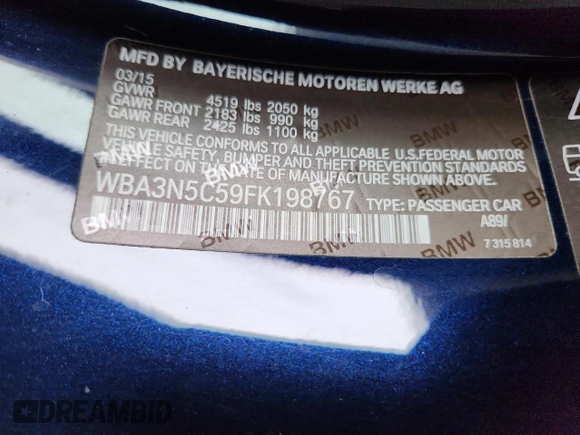 MFD BY BAYERISCHE MOTOREN WERKE AG
03/15
GVWR 4519 lbs 2050 kg
GAWR FRONT 2183 lbs 990 kg
GAWR REAR 2425 lbs 1100 kg
THIS VEHICLE CONFORMS TO ALL APPLICABLE U.S.FEDERAL MOTOR
VEHICLE SAFETY, BUMPER, AND THEFT PREVENTION STANDARDS
IN EFFECT ON THE DATE OF MANUFACTURE SHOWN ABOVE.
WBA3N5C59FK198767 TYPE: PASSENGER CAR
A89/
7 315 814
DREAMBID